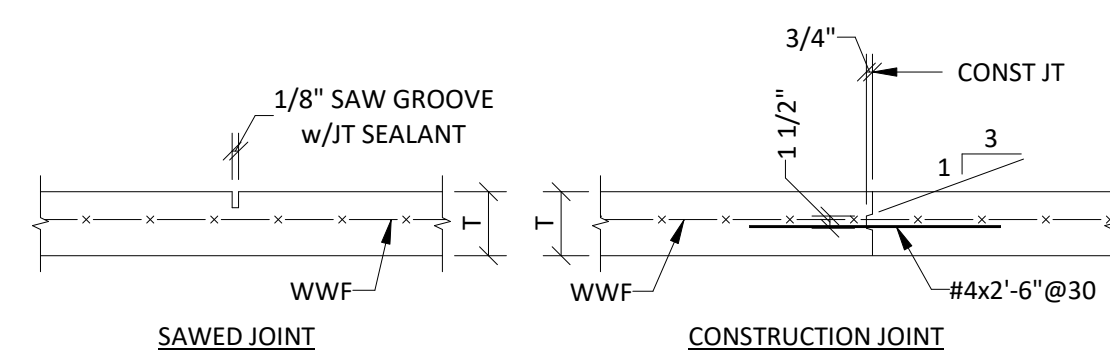 1/8" SAW GROOVE
w/JT SEALANT
T
WWF
SAWED JOINT
3/4"
CONST JT
1 1/2"
3
1
T
WWF
#4x2'-6"@30
CONSTRUCTION JOINT